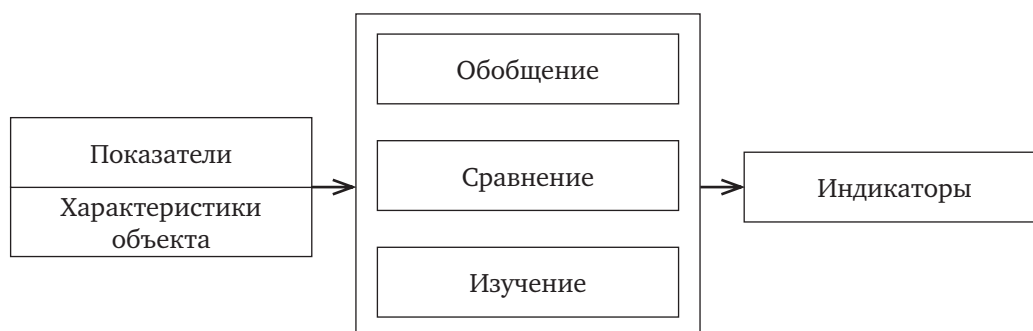 Показатели
Характеристики
объекта
Обобщение
Сравнение
Изучение
Индикаторы